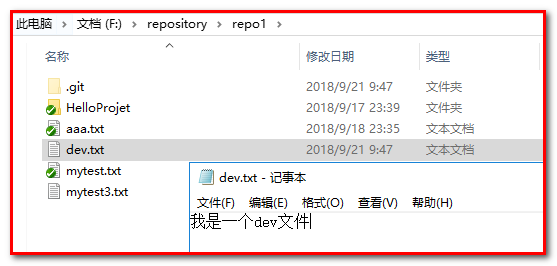 此电脑 > 文档 (F:) > repository > repo1 >
名称 修改日期 类型
.git 2018/9/21 9:47 文件夹
HelloProjet 2018/9/17 23:39 文件夹
aaa.txt 2018/9/18 23:35 文本文档
dev.txt 2018/9/21 9:47 文本文档
mytest.txt
mytest3.txt
dev.txt - 记事本
文件(F) 编辑(E) 格式(O) 查看(V) 帮助(H)
我是一个dev文件